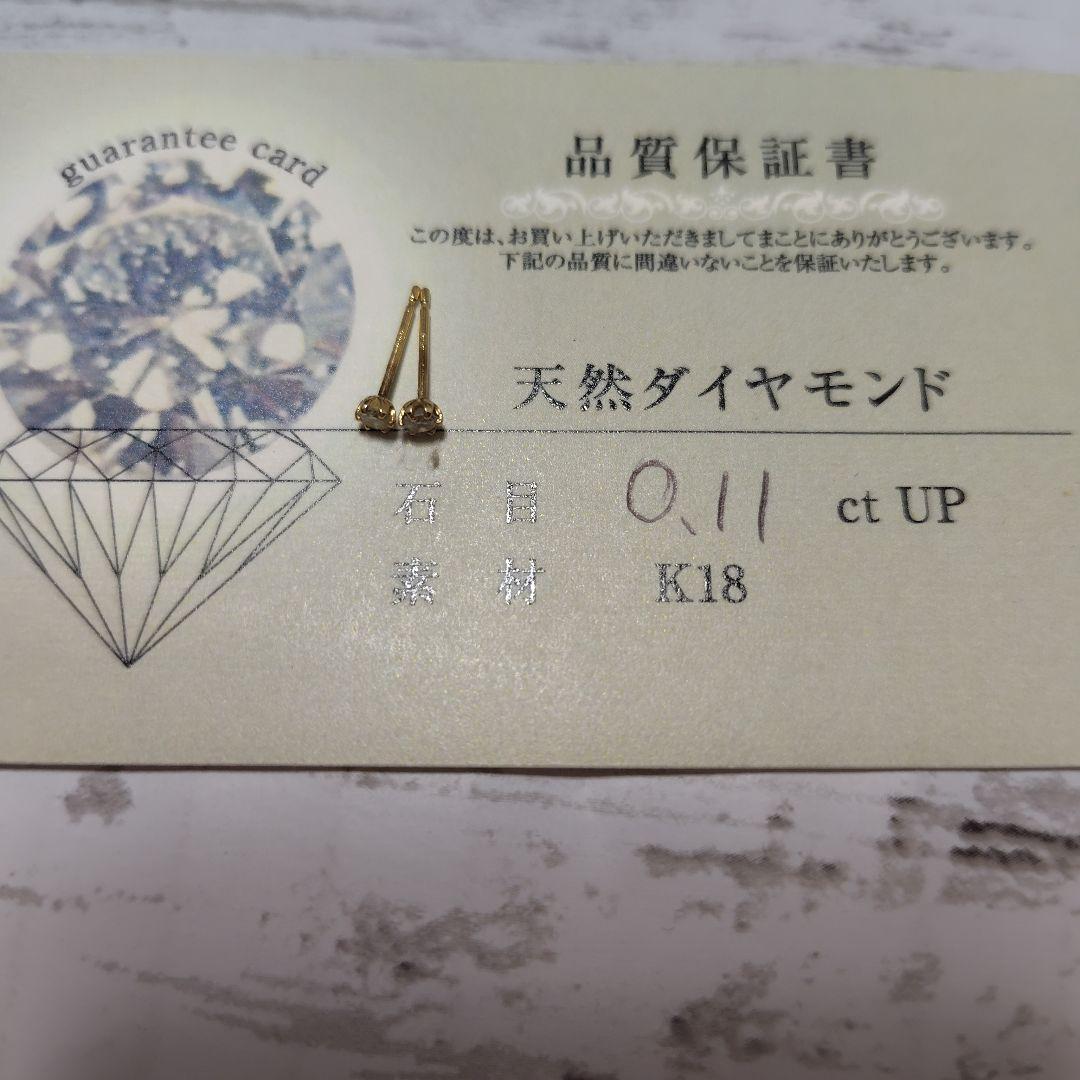 guarantee card
品質保証書
この度は、お買い上げいただきましてまことにありがとうございます。
下記の品質に間違いないことを保証いたします。
天然ダイヤモンド
石 目 0.11 ct UP
素 材 K18